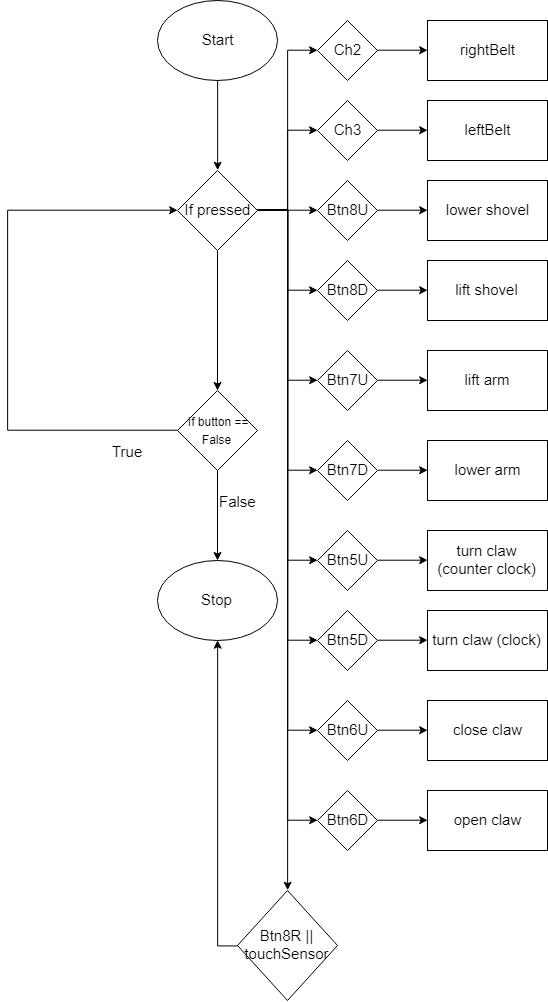 Start
Ch2
rightBelt
Ch3
leftBelt
If pressed
Btn8U
lower shovel
Btn8D
lift shovel
Btn7U
lift arm
If button ==
False
True
Btn7D
lower arm
False
Btn5U
turn claw
(counter clock)
Stop
Btn5D
turn claw (clock)
Btn6U
close claw
Btn6D
open claw
Btn8R ||
touchSensor